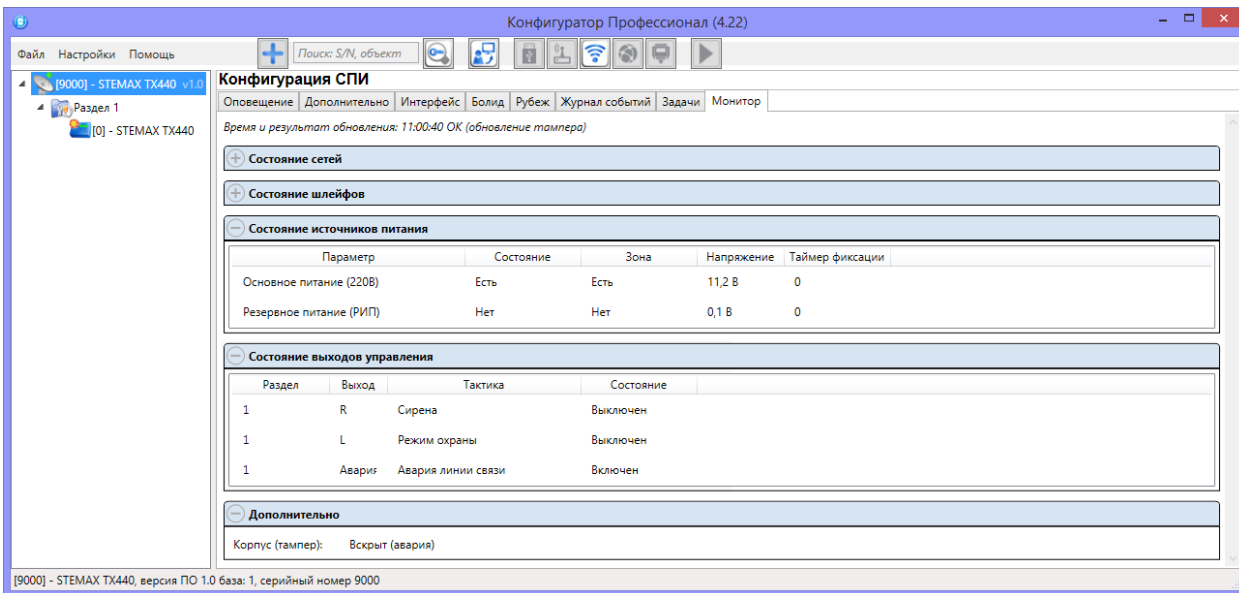 Конфигуратор Профессионал (4.22)
Файл Настройки Помощь Поиск: S/N, объект
[9000] - STEMAX TX440 v1.0
Раздел 1
[0] - STEMAX TX440
Конфигурация СПИ
Оповещение Дополнительно Интерфейс Болид Рубеж Журнал событий Задачи Монитор
Время и результат обновления: 11:00:40 OK (обновление тампера)
Состояние сетей
Состояние шлейфов
Состояние источников питания
Параметр Состояние Зона Напряжение Таймер фиксации
Основное питание (220В) Есть Есть 11,2 В 0
Резервное питание (РИП) Нет Нет 0,1 В 0
Состояние выходов управления
Раздел Выход Тактика Состояние
1 R Сирена Выключен
1 L Режим охраны Выключен
1 Авария Авария линии связи Включен
Дополнительно
Корпус (тампер): Вскрыт (авария)
[9000] - STEMAX TX440, версия ПО 1.0 база: 1, серийный номер 9000